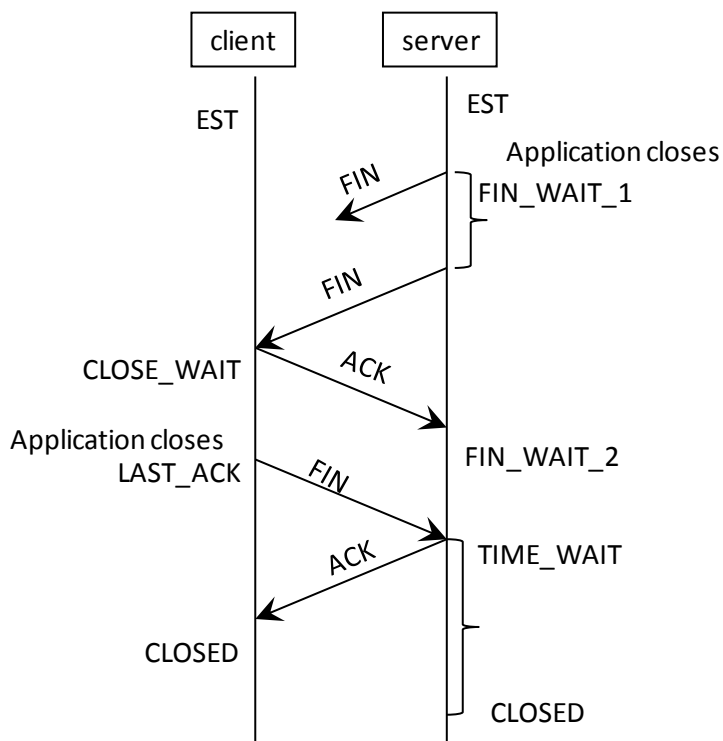 client
server
EST
EST
Application closes
FIN
FIN_WAIT_1
FIN
CLOSE_WAIT
ACK
Application closes
FIN_WAIT_2
LAST_ACK
FIN
ACK
TIME_WAIT
CLOSED
CLOSED